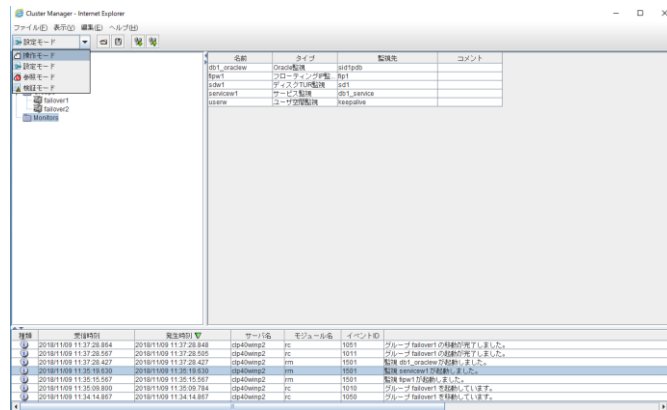 Cluster Manager - Internet Explorer
ファイル(F) 表示(V) 編集(E) ヘルプ(H)
設定モード
操作モード
設定モード
参照モード
検証モード
failover1
failover2
Monitors
名前 タイプ 監視先 コメント
db1_oraclew Oracle監視 sid1pdb
fipw1 フローティングIP監... fip1
sdw1 ディスクTUR監視 sd1
servicew1 サービス監視 db1_service
userw ユーザ空間監視 keepalive
種類 受信時刻 発生時刻 サーバ名 モジュール名 イベントID
2018/11/09 11:37:28.864 2018/11/09 11:37:28.848 clp40winp2 rc 1051 グループ failover1 の移動が完了しました。
2018/11/09 11:37:28.567 2018/11/09 11:37:28.505 clp40winp2 rc 1011 グループ failover1 の起動が完了しました。
2018/11/09 11:37:28.427 2018/11/09 11:37:28.427 clp40winp2 rm 1501 監視 db1_oraclew が起動しました。
2018/11/09 11:35:19.630 2018/11/09 11:35:19.630 clp40winp2 rm 1501 監視 servicew1 が起動しました。
2018/11/09 11:35:15.567 2018/11/09 11:35:15.567 clp40winp2 rm 1501 監視 fipw1 が起動しました。
2018/11/09 11:35:09.800 2018/11/09 11:35:09.784 clp40winp2 rc 1010 グループ failover1 を起動しています。
2018/11/09 11:34:14.867 2018/11/09 11:34:14.867 clp40winp2 rc 1050 グループ failover1 を移動しています。